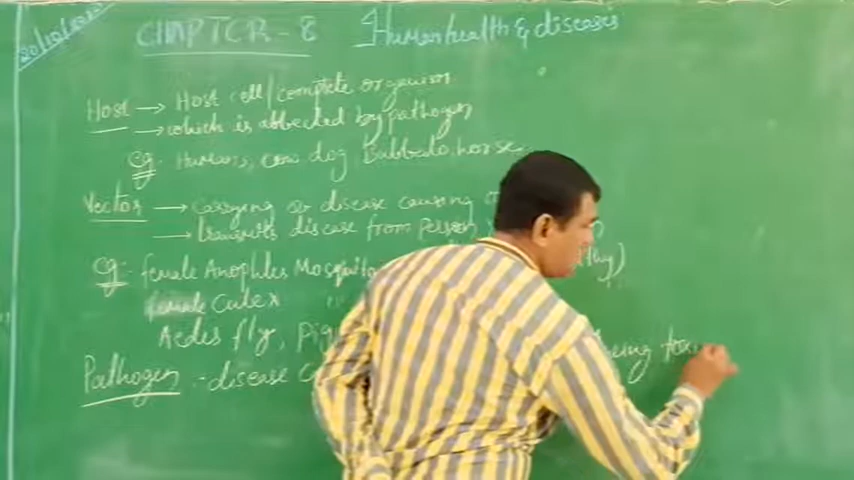 CHAPTER - 8 Human health & diseases
Host → Host cell / complete organism
→ which is affected by pathogen
eg:- Humans, cow dog Buffalo, horse
Vector → carrying or disease causing
→ transmits disease from Person
eg:- female Anopheles Mosquito
female Culex
Aedes fly,
Pathogen :- disease